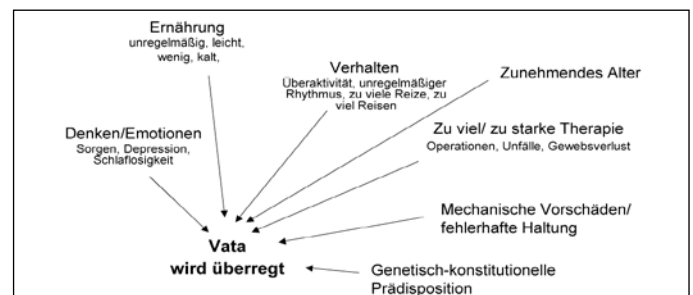 Ernährung
unregelmäßig, leicht,
wenig, kalt,
Verhalten
Überaktivität, unregelmäßiger
Rhythmus, zu viele Reize, zu
viel Reisen
Zunehmendes Alter
Denken/Emotionen
Sorgen, Depression,
Schlaflosigkeit
Zu viel/ zu starke Therapie
Operationen, Unfälle, Gewebsverlust
Mechanische Vorschäden/
fehlerhafte Haltung
Vata
wird überregt
Genetisch-konstitutionelle
Prädisposition